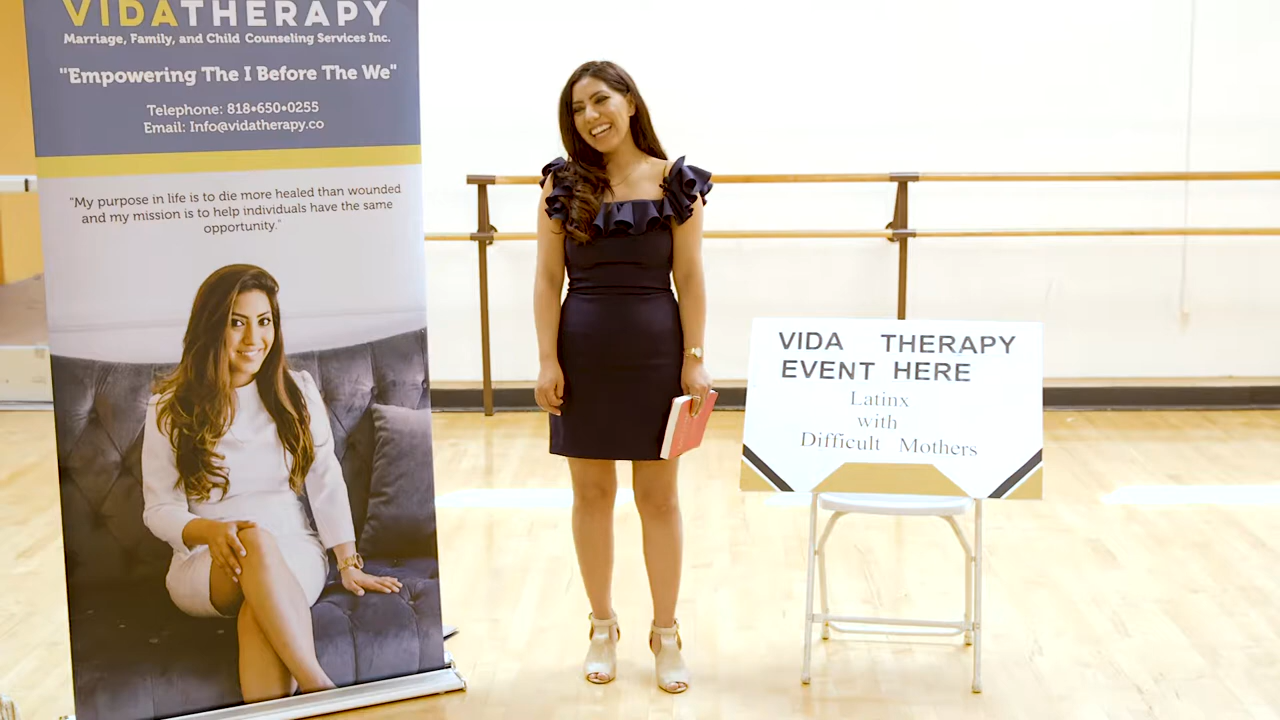 VIDATHERAPY
Marriage, Family, and Child Counseling Services Inc.
"Empowering The I Before The We"
Telephone: 818•650•0255
Email: Info@vidatherapy.co
"My purpose in life is to die more healed than wounded
and my mission is to help individuals have the same
opportunity."
VIDA THERAPY
EVENT HERE
Latinx
with
Difficult Mothers